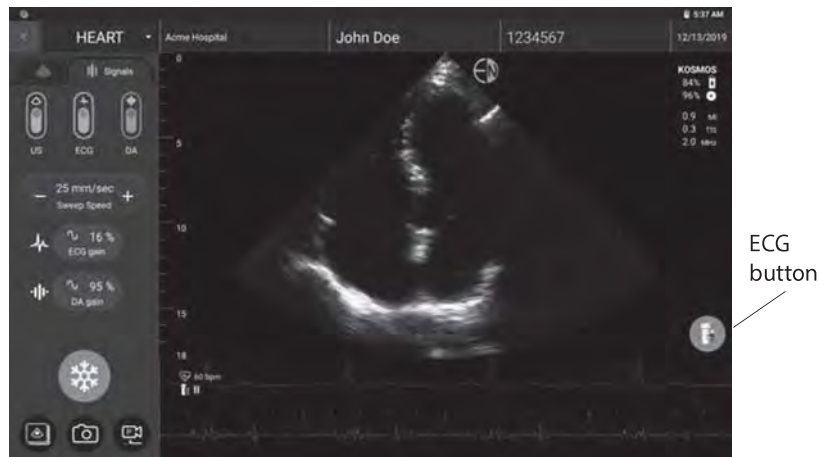 5:37 AM
HEART
Acme Hospital
John Doe
1234567
12/13/2019
Signals
US
ECG
DA
25 mm/sec
Sweep Speed
16 %
ECG gain
95 %
DA gain
0
5
10
15
18
60 bpm
KOSMOS
84%
96%
0.9 MI
0.3 TIS
2.0 MHz
ECG
button